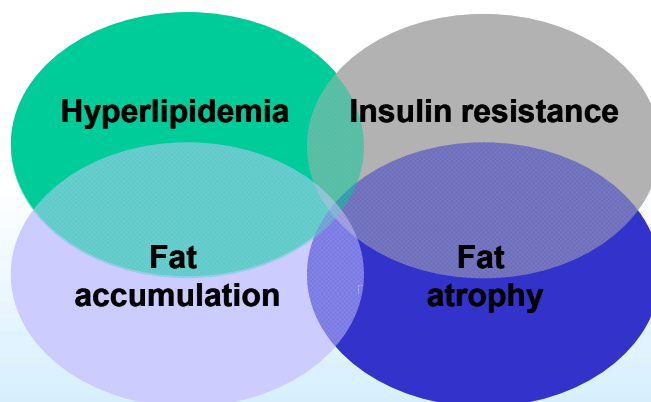 Hyperlipidemia
Insulin resistance
Fat
accumulation
Fat
atrophy